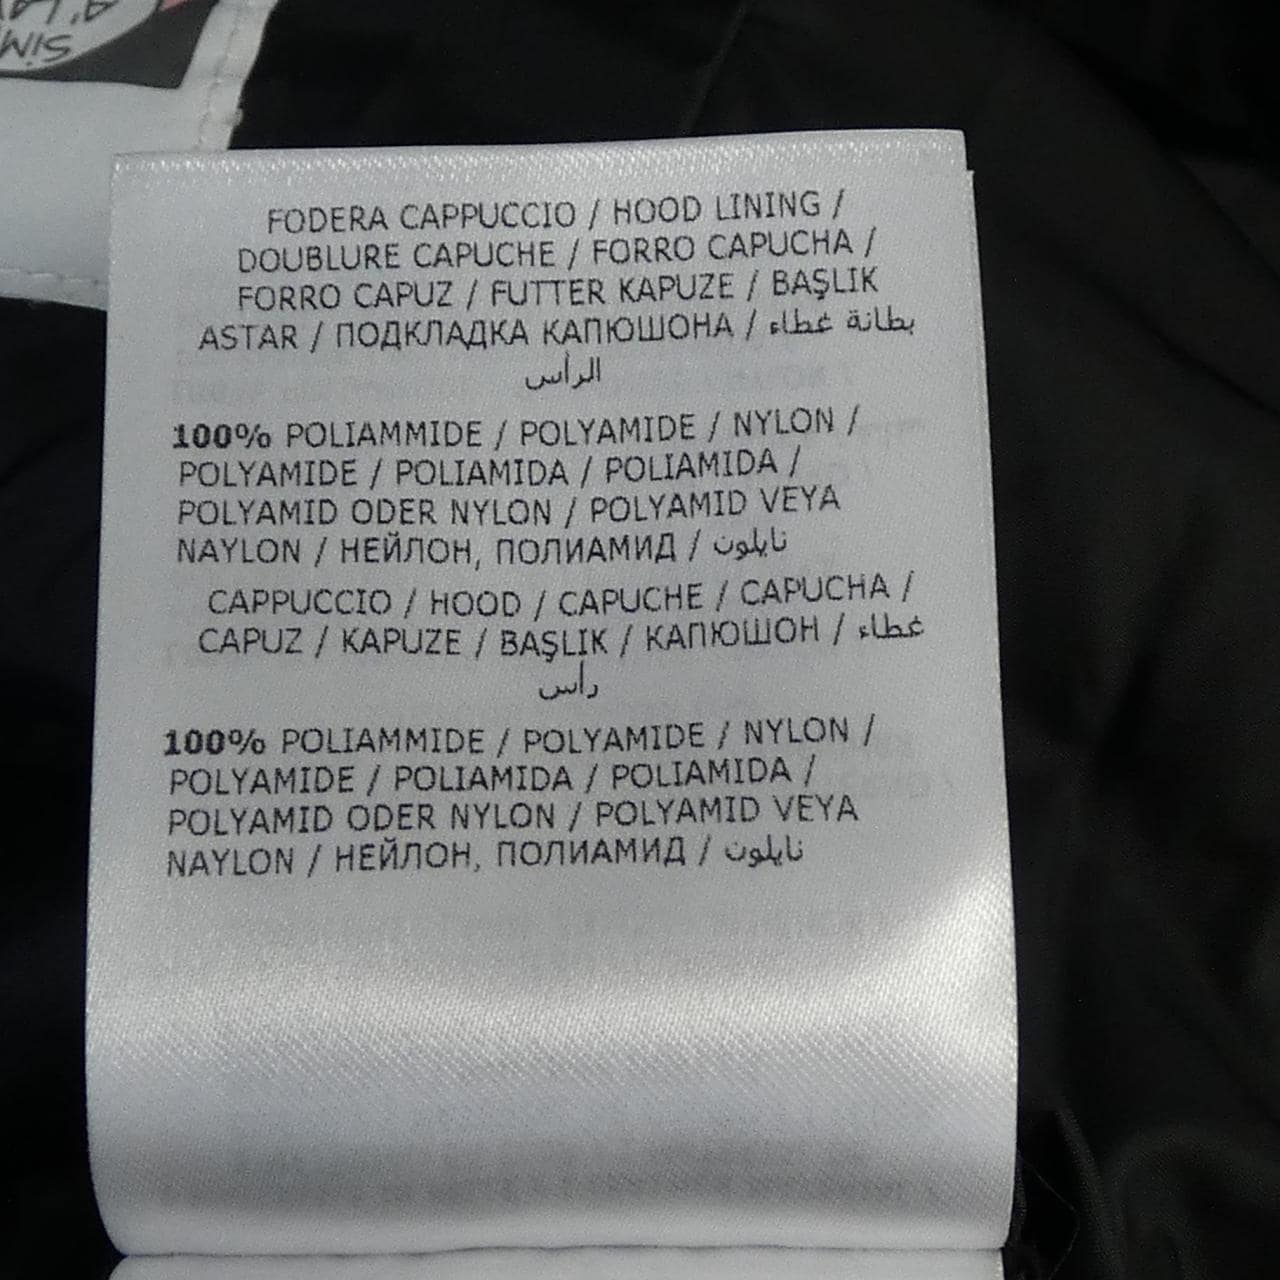 FODERA CAPPUCCIO / HOOD LINING /
DOUBLURE CAPUCHE / FORRO CAPUCHA /
FORRO CAPUZ / FUTTER KAPUZE / BAŞLIK
ASTAR / ПОДКЛАДКА КАПЮШОНА / بطانة غطاء
الرأس
100% POLIAMMIDE / POLYAMIDE / NYLON /
POLYAMIDE / POLIAMIDA / POLIAMIDA /
POLYAMID ODER NYLON / POLYAMID VEYA
NAYLON / НЕЙЛОН, ПОЛИАМИД / نايلون
CAPPUCCIO / HOOD / CAPUCHE / CAPUCHA /
CAPUZ / KAPUZE / BAŞLIK / КАПЮШОН / غطاء
رأس
100% POLIAMMIDE / POLYAMIDE / NYLON /
POLYAMIDE / POLIAMIDA / POLIAMIDA /
POLYAMID ODER NYLON / POLYAMID VEYA
NAYLON / НЕЙЛОН, ПОЛИАМИД / نايلون